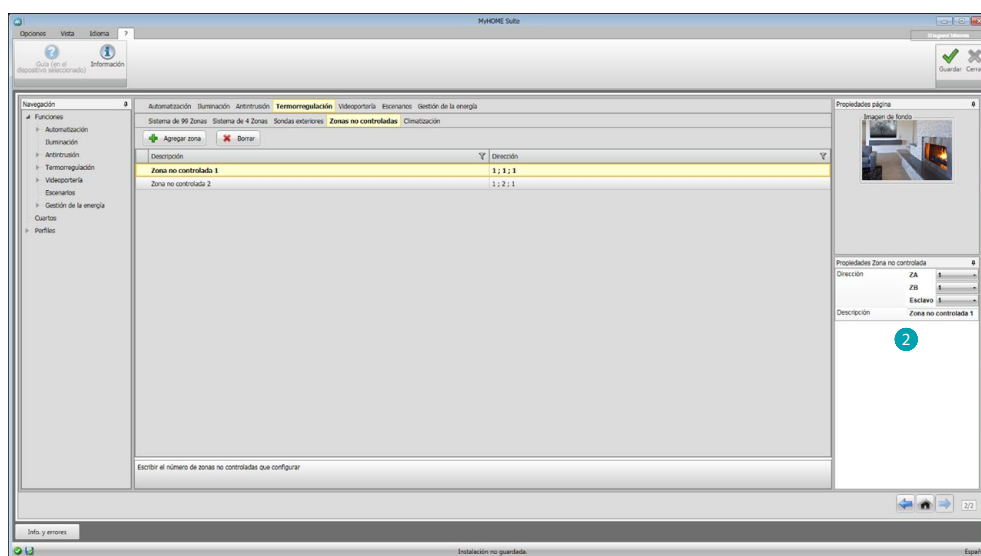 MyHOME Suite
Opciones Vista Idioma ?
Guía (en el dispositivo seleccionado)
Información
Guardar Cerra
Navegación
Funciones
Automatización
Iluminación
Antintrusión
Termorregulación
Videoportería
Escenarios
Gestión de la energía
Cuartos
Perfiles
Automatización Iluminación Antintrusión Termorregulación Videoportería Escenarios Gestión de la energía
Sistema de 99 Zonas Sistema de 4 Zonas Sondas exteriores Zonas no controladas Climatización
Agregar zona Borrar
Descripción Dirección
Zona no controlada 1 1 ; 1 ; 1
Zona no controlada 2 1 ; 2 ; 1
Escribir el número de zonas no controladas que configurar
Propiedades página
Imagen de fondo
Propiedades Zona no controlada
Dirección ZA 1
ZB 1
Esclavo 1
Descripción Zona no controlada 1
2
2/2
Info. y errores
Instalación no guardada. Españ